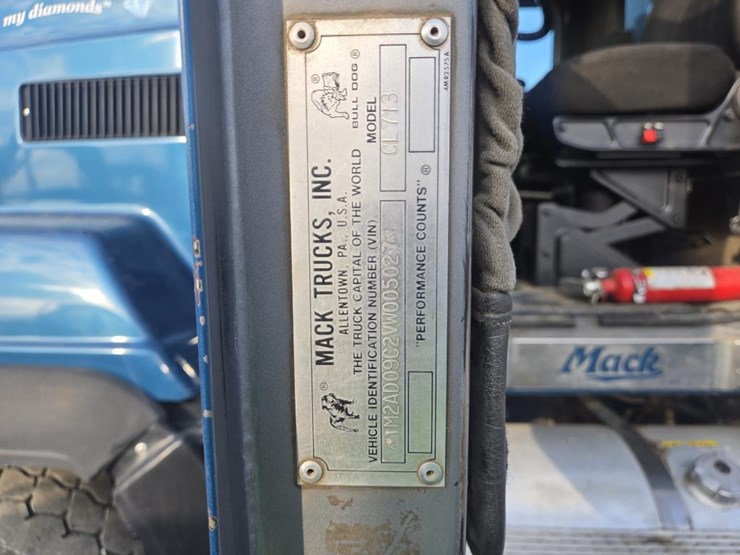 my diamonds"
MACK TRUCKS, INC.
ALLENTOWN, PA., U.S.A.
THE TRUCK CAPITAL OF THE WORLD
BULL DOG ®
VEHICLE IDENTIFICATION NUMBER (VIN)
MODEL
CL713
"PERFORMANCE COUNTS" ®
4MR2575A
Mack